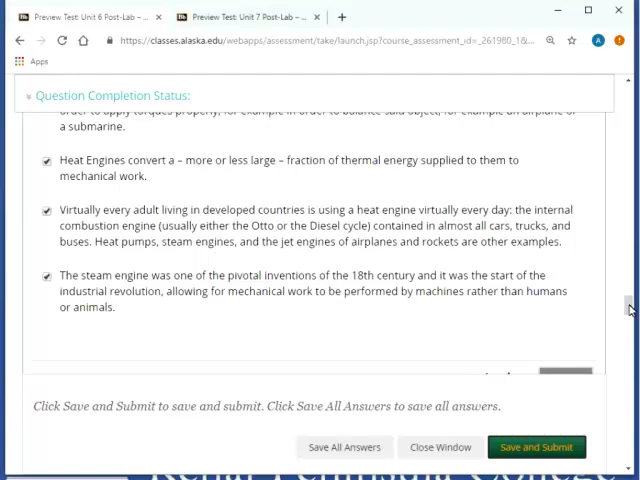 Preview Test: Unit 6 Post-Lab – ...
Preview Test: Unit 7 Post-Lab – ...
https://classes.alaska.edu/webapps/assessment/take/launch.jsp?course_assessment_id=_261980_1&...
A
Apps
Question Completion Status:
order to apply torques properly, for example in order to balance said object, for example an airplane or
a submarine.
Heat Engines convert a – more or less large – fraction of thermal energy supplied to them to
mechanical work.
Virtually every adult living in developed countries is using a heat engine virtually every day: the internal
combustion engine (usually either the Otto or the Diesel cycle) contained in almost all cars, trucks, and
buses. Heat pumps, steam engines, and the jet engines of airplanes and rockets are other examples.
The steam engine was one of the pivotal inventions of the 18th century and it was the start of the
industrial revolution, allowing for mechanical work to be performed by machines rather than humans
or animals.
Click Save and Submit to save and submit. Click Save All Answers to save all answers.
Save All Answers
Close Window
Save and Submit
Kenai Peninsula College